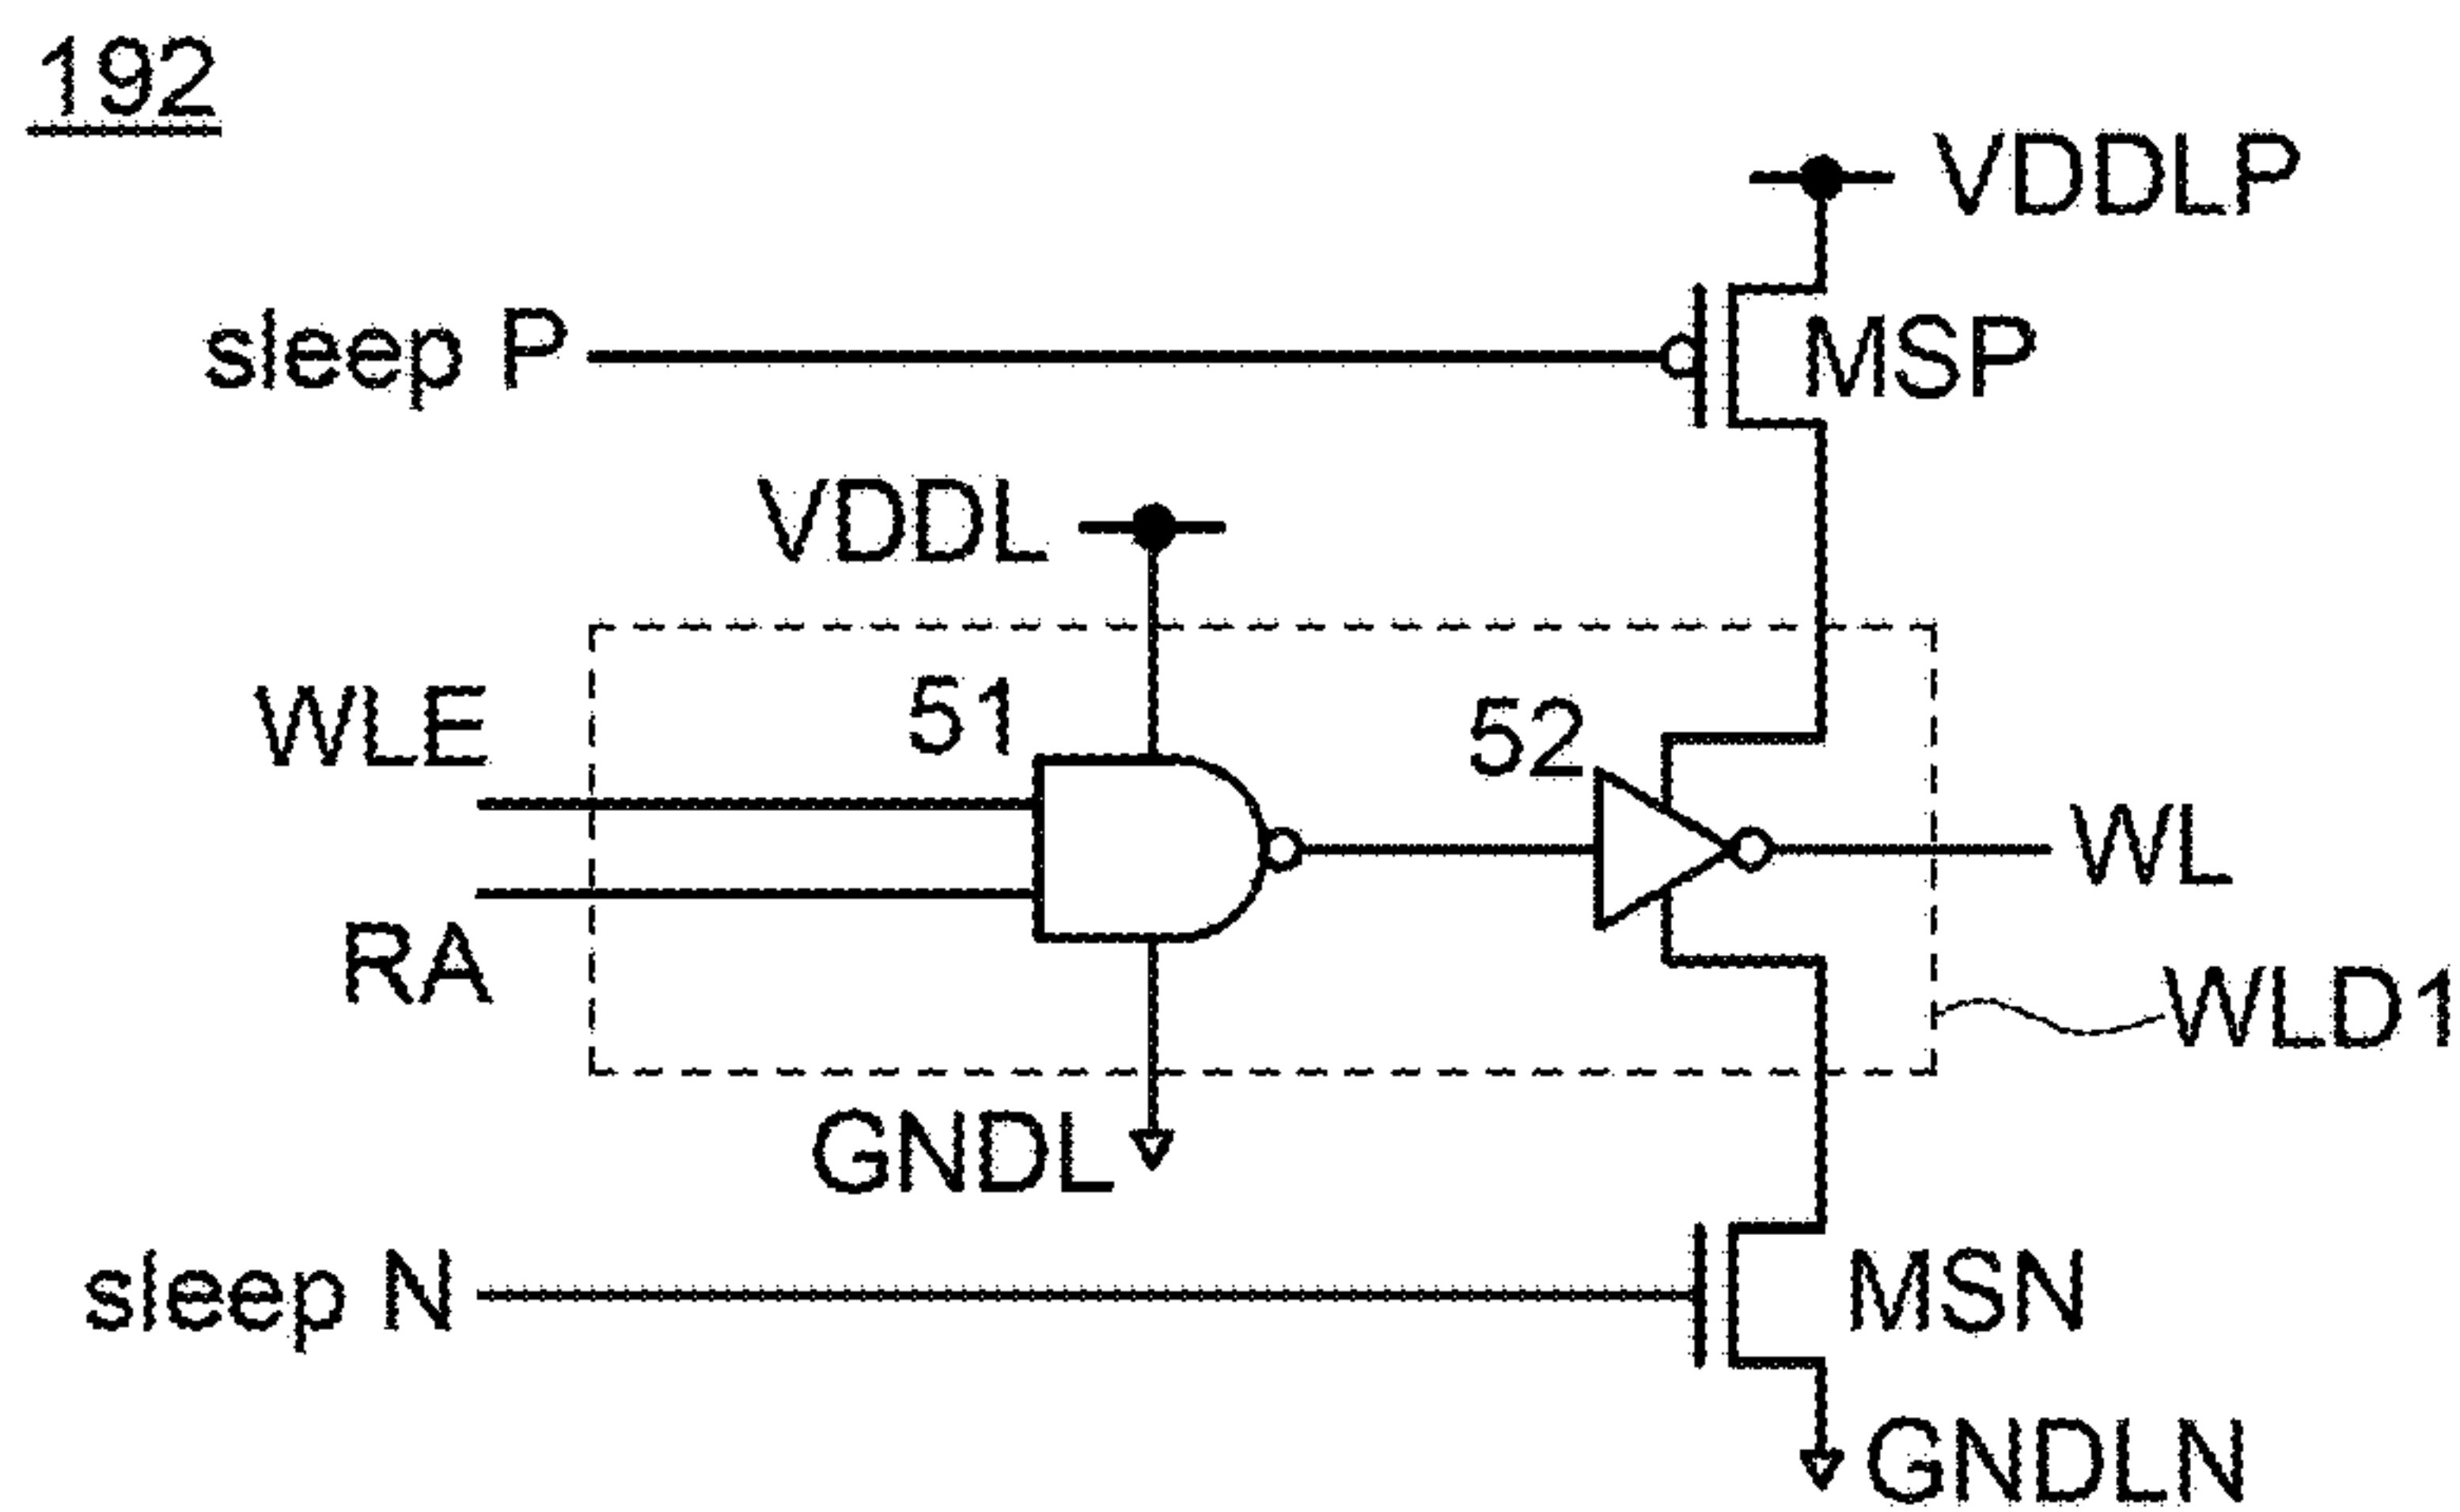 192
VDDLP
sleep P
MSP
VDDL
WLE
51
52
WL
RA
WLD1
GNDL
sleep N
MSN
GNDLN